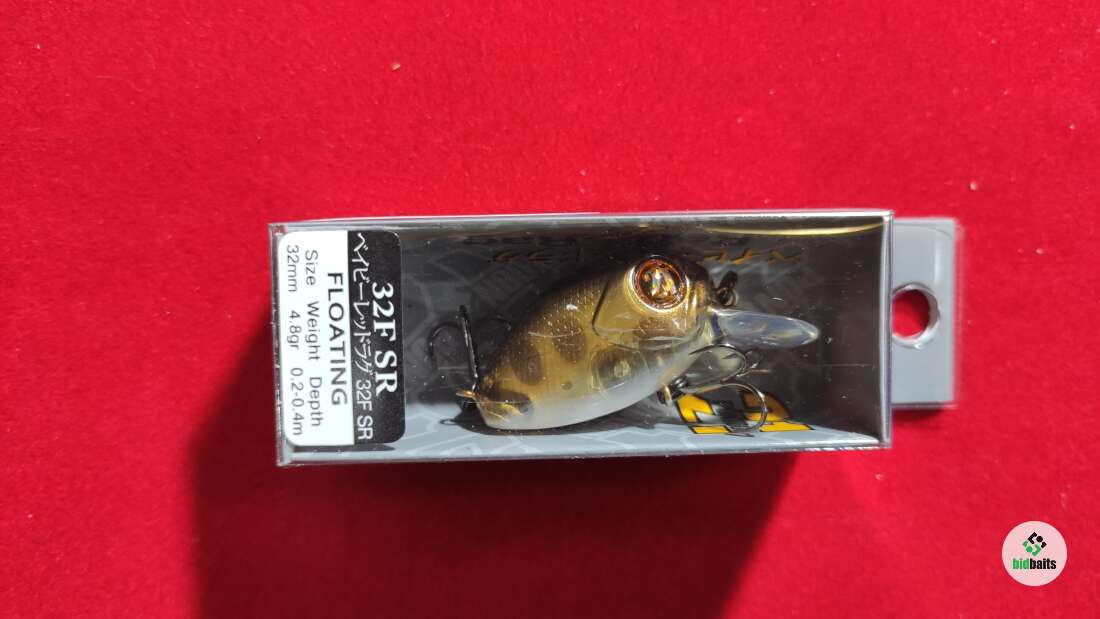 32F SR
ベイビーレッドラグ 32F SR
FLOATING
Size Weight Depth
32mm 4.8gr 0.2-0.4m
bidbaits